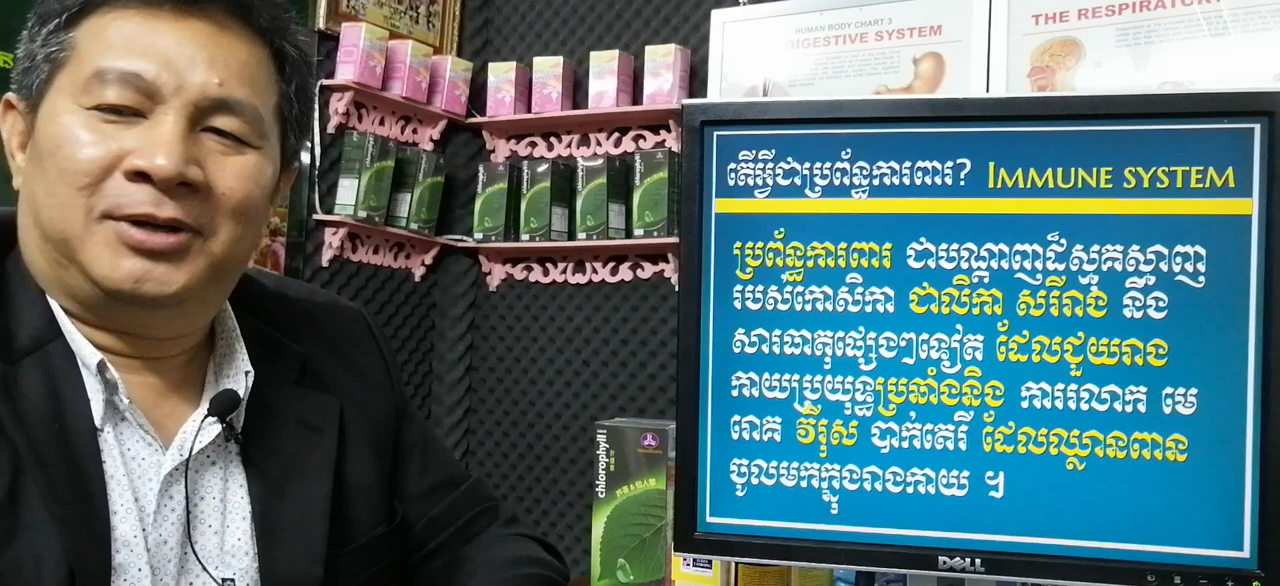 HUMAN BODY CHART 3
DIGESTIVE SYSTEM
THE RESPIRATORY
តើអ្វីជាប្រព័ន្ធការពារ? IMMUNE SYSTEM
ប្រព័ន្ធការពារ ជាបណ្តាញដ៏ស្មុគស្មាញ
របស់កោសិកា ជាលិកា សរីរាង្គ និង
សារធាតុផ្សេងៗទៀត ដែលជួយរាង
កាយប្រយុទ្ធប្រឆាំងនិង ការរលាក មេ
រោគ វីរុស បាក់តេរី ដែលឈ្លានពាន
ចូលមកក្នុងរាងកាយ ។
chlorophyll
chlorophyll
chlorophyll
chlorophyll
chlorophyll
chlorophyll
DELL